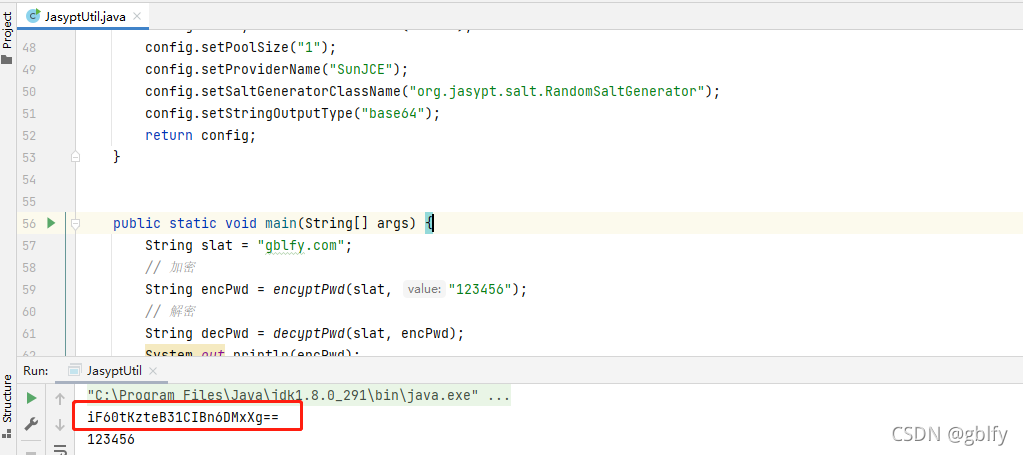 Project
JasyptUtil.java
48 config.setPoolSize("1");
49 config.setProviderName("SunJCE");
50 config.setSaltGeneratorClassName("org.jasypt.salt.RandomSaltGenerator");
51 config.setStringOutputType("base64");
52 return config;
53 }
54
55
56 public static void main(String[] args) {
57 String slat = "gblfy.com";
58 // 加密
59 String encPwd = encyptPwd(slat, value: "123456");
60 // 解密
61 String decPwd = decyptPwd(slat, encPwd);
62 System.out.println(encPwd);
Structure
Run: JasyptUtil
"C:\Program Files\Java\jdk1.8.0_291\bin\java.exe" ...
iF60tKzteB31CIBn6DMxXg==
123456
CSDN @gblfy